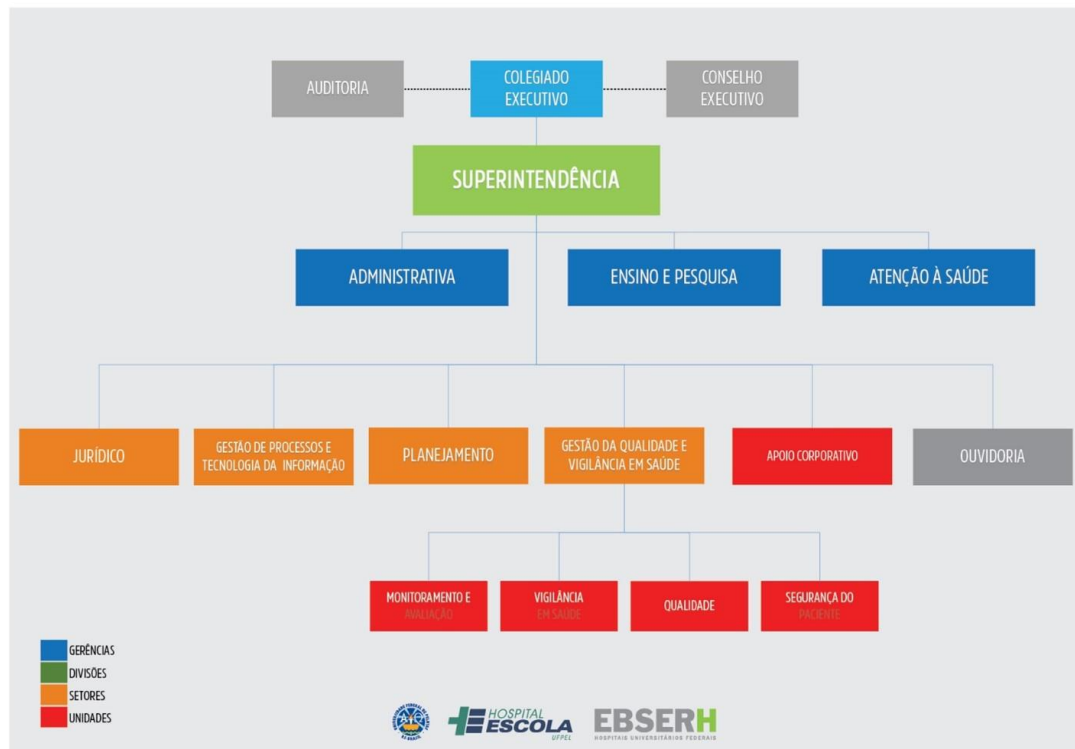 AUDITORIA
COLEGIADO
EXECUTIVO
CONSELHO
EXECUTIVO
SUPERINTENDÊNCIA
ADMINISTRATIVA
ENSINO E PESQUISA
ATENÇÃO À SAÚDE
JURÍDICO
GESTÃO DE PROCESSOS E
TECNOLOGIA DA INFORMAÇÃO
PLANEJAMENTO
GESTÃO DA QUALIDADE E
VIGILÂNCIA EM SAÚDE
APOIO CORPORATIVO
OUVIDORIA
MONITORAMENTO E
AVALIAÇÃO
VIGILÂNCIA
EM SAÚDE
QUALIDADE
SEGURANÇA DO
PACIENTE
GERÊNCIAS
DIVISÕES
SETORES
UNIDADES
HOSPITAL
ESCOLA
UFPEL
EBSERH
HOSPITAIS UNIVERSITÁRIOS FEDERAIS